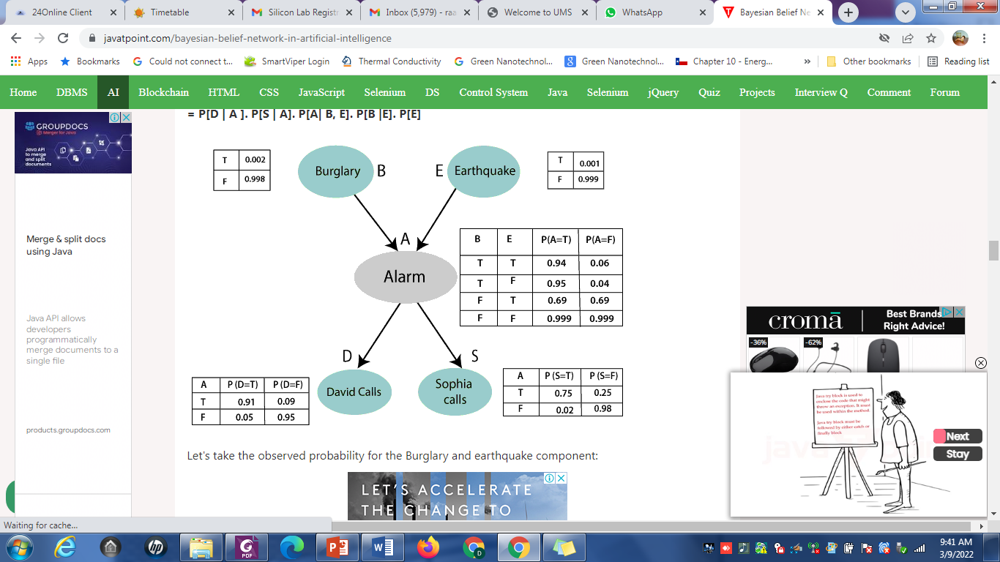 24Online Client
Timetable
Silicon Lab Registr
Inbox (5,979) - raa
Welcome to UMS
WhatsApp
Bayesian Belief Ne
javatpoint.com/bayesian-belief-network-in-artificial-intelligence
Apps
Bookmarks
Could not connect t...
SmartViper Login
Thermal Conductivity
Green Nanotechnol...
Green Nanotechnol...
Chapter 10 - Energ...
»
Other bookmarks
Reading list
Home DBMS AI Blockchain HTML CSS JavaScript Selenium DS Control System Java Selenium jQuery Quiz Projects Interview Q Comment Forum
= P[D | A ]. P[S | A]. P[A| B, E]. P[B |E]. P[E]
GROUPDOCS
Merger for Java
Java API
to merge
and split
documents
Merge & split docs
using Java
Java API allows
developers
programmatically
merge documents to a
single file
products.groupdocs.com
T 0.002
F 0.998
Burglary B
E Earthquake
T 0.001
F 0.999
A
Alarm
B E P(A=T) P(A=F)
T T 0.94 0.06
T F 0.95 0.04
F T 0.69 0.69
F F 0.999 0.999
D
S
A P (D=T) P (D=F)
T 0.91 0.09
F 0.05 0.95
David Calls
Sophia
calls
A P (S=T) P (S=F)
T 0.75 0.25
F 0.02 0.98
Let's take the observed probability for the Burglary and earthquake component:
LET'S ACCELERATE
THE CHANGE TO
cromā
Best Brands
Right Advice!
-36%
-62%
Java try block is used to
enclose the code that might
throw an exception. It must
be used within the method.
Java try block must be
followed by either catch or
finally block
Next
Stay
Waiting for cache...
PDF
9:41 AM
3/9/2022